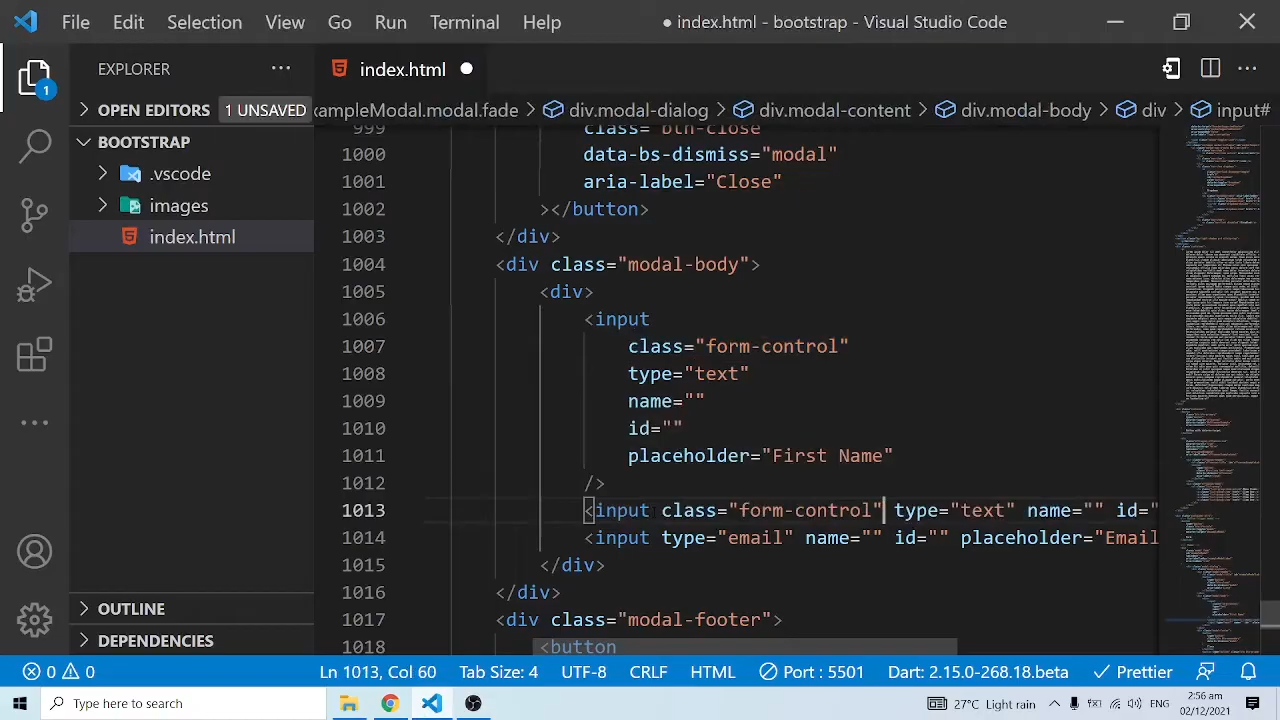 File Edit Selection View Go Run Terminal Help ● index.html - bootstrap - Visual Studio Code
EXPLORER ···
index.html ●
OPEN EDITORS 1 UNSAVED
ampleModal.modal.fade > div.modal-dialog > div.modal-content > div.modal-body > div > input#
BOOTSTRAP
.vscode
images
index.html
1
999 class="btn-close"
1000 data-bs-dismiss="modal"
1001 aria-label="Close"
1002 ></button>
1003 </div>
1004 <div class="modal-body">
1005 <div>
1006 <input
1007 class="form-control"
1008 type="text"
1009 name=""
1010 id=""
1011 placeholder="First Name"
1012 />
1013 <input class="form-control" type="text" name="" id="
1014 <input type="email" name="" id="" placeholder="Email
1015 </div>
1016 </div>
1017 <div class="modal-footer">
1018 <button
OUTLINE
DEPENDENCIES
0 0 Ln 1013, Col 60 Tab Size: 4 UTF-8 CRLF HTML Port : 5501 Dart: 2.15.0-268.18.beta Prettier
Type here to search
27°C Light rain ENG 2:56 am
02/12/2021